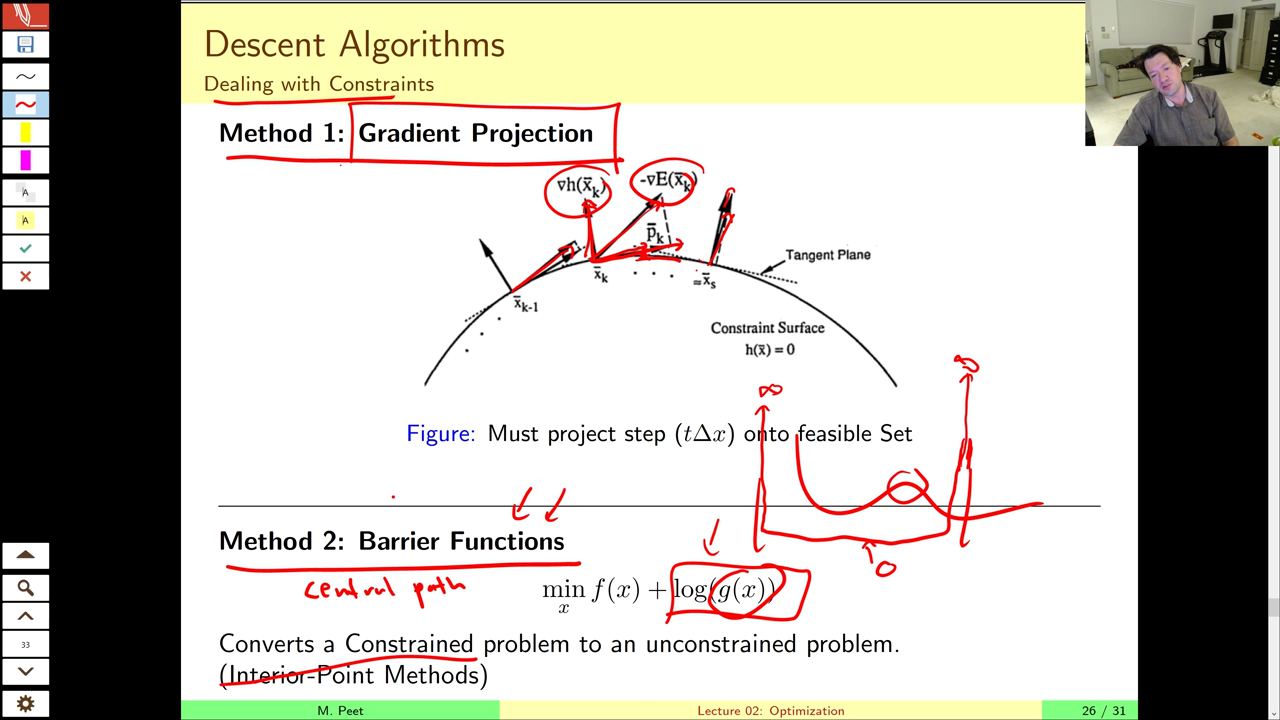 Descent Algorithms
Dealing with Constraints
Method 1: Gradient Projection
∇h(x̄k)
-∇E(x̄k)
p̄k
Tangent Plane
x̄k
≈x̄s
x̄k-1
Constraint Surface
h(x̄) = 0
∞
∞
Figure: Must project step (tΔx) onto feasible Set
Method 2: Barrier Functions
0
central path
min f(x) + log(g(x))
x
Converts a Constrained problem to an unconstrained problem.
(Interior-Point Methods)
33
M. Peet
Lecture 02: Optimization
26 / 31